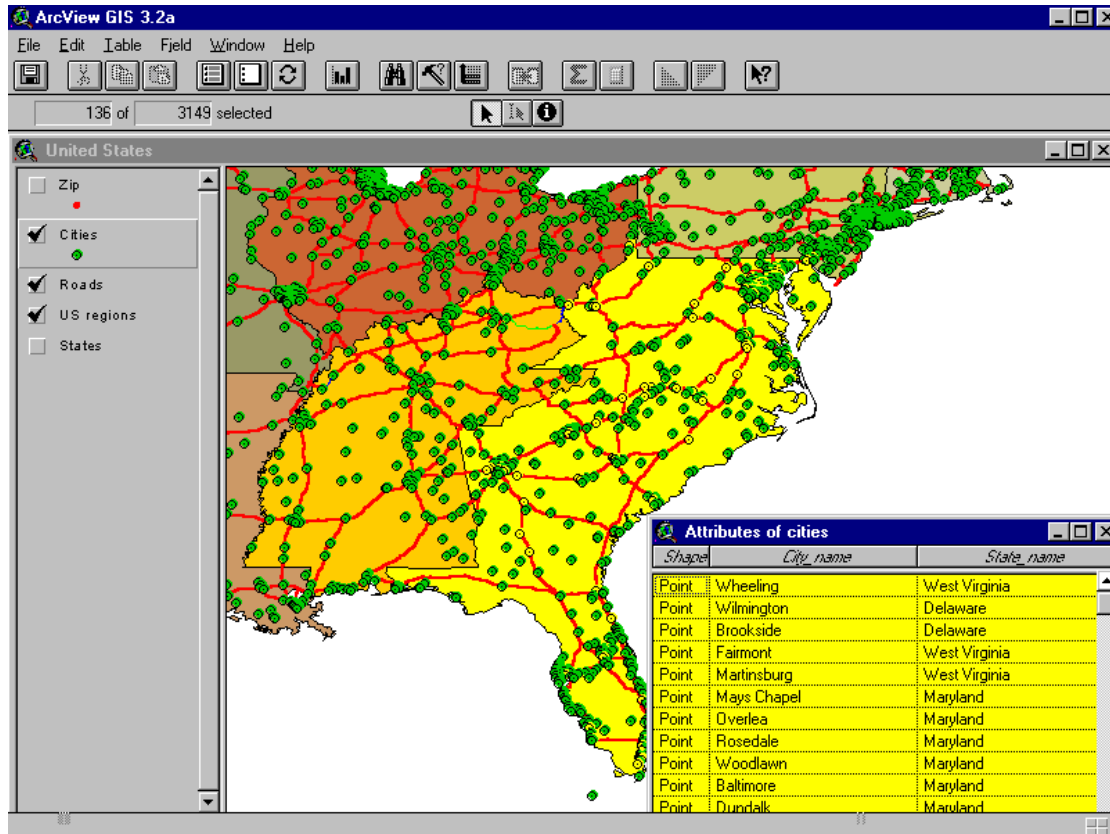 ArcView GIS 3.2a
File Edit Table Field Window Help
136 of 3149 selected
United States
Zip
Cities
Roads
US regions
States
Attributes of cities
Shape City_name State_name
Point Wheeling West Virginia
Point Wilmington Delaware
Point Brookside Delaware
Point Fairmont West Virginia
Point Martinsburg West Virginia
Point Mays Chapel Maryland
Point Overlea Maryland
Point Rosedale Maryland
Point Woodlawn Maryland
Point Baltimore Maryland
Point Dundalk Maryland